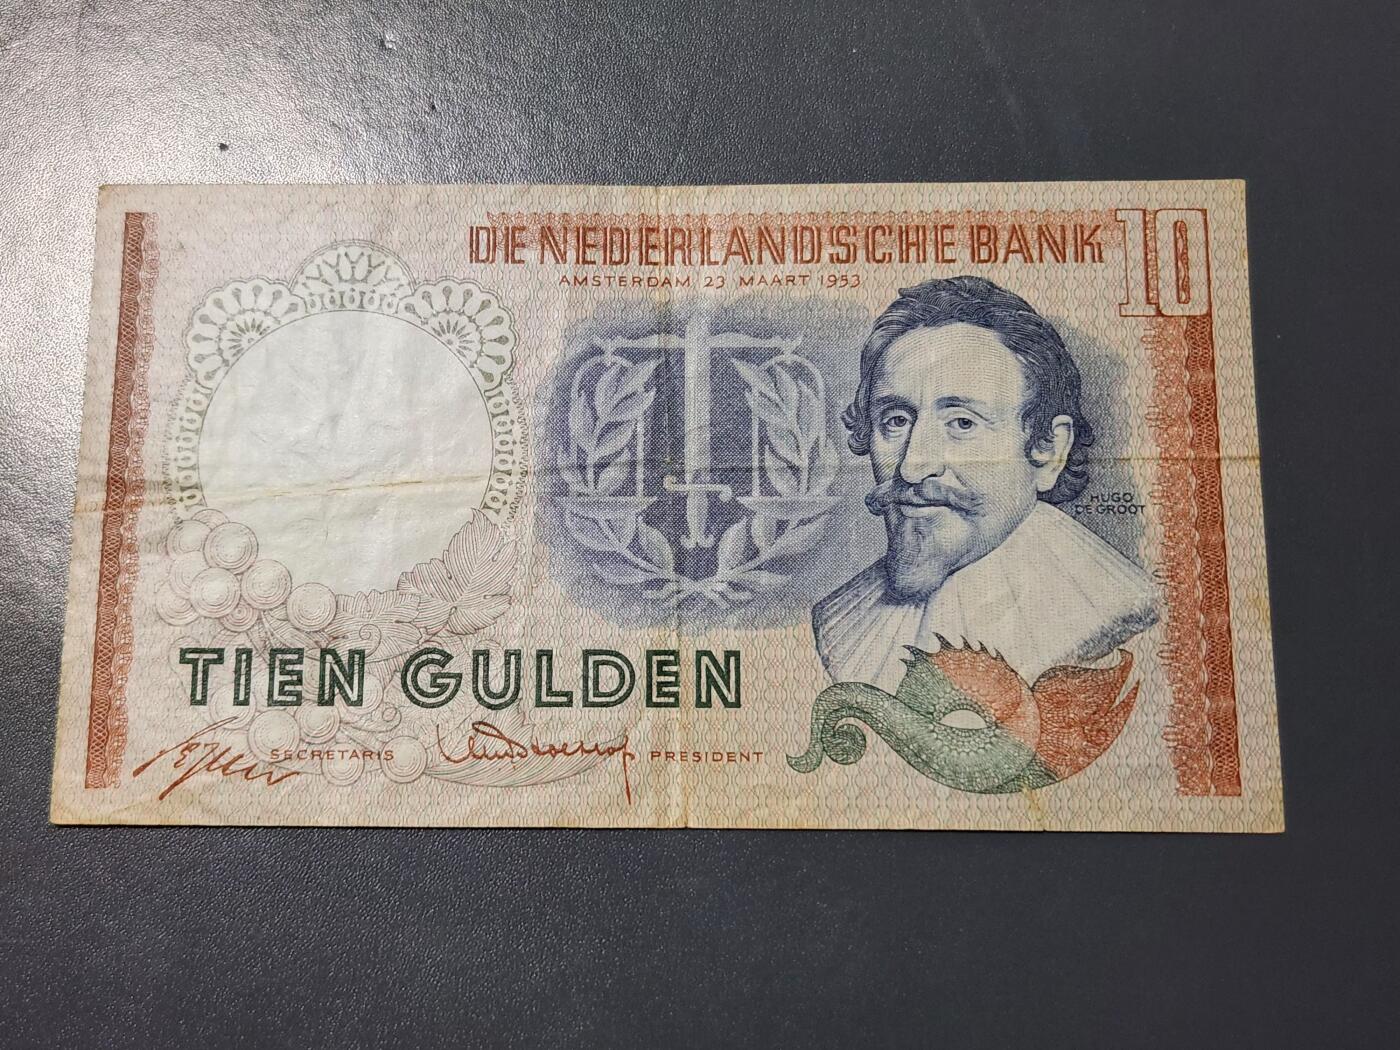 DE NEDERLANDSCHE BANK
10
AMSTERDAM 23 MAART 1953
HUGO
DE GROOT
TIEN GULDEN
SECRETARIS
PRESIDENT